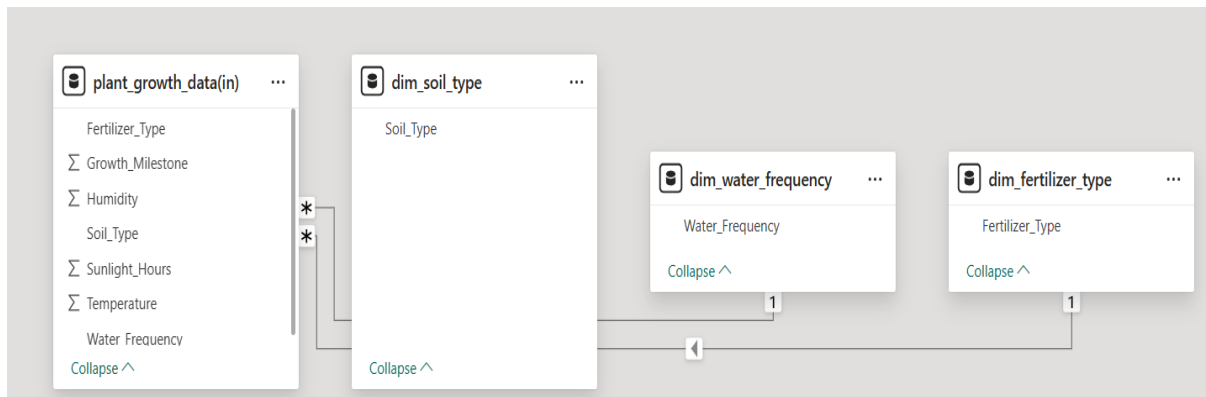 plant_growth_data(in) ...
Fertilizer_Type
Σ Growth_Milestone
Σ Humidity
Soil_Type
Σ Sunlight_Hours
Σ Temperature
Water_Frequency
Collapse
*
*
dim_soil_type ...
Soil_Type
Collapse
dim_water_frequency ...
Water_Frequency
Collapse
1
dim_fertilizer_type ...
Fertilizer_Type
Collapse
1